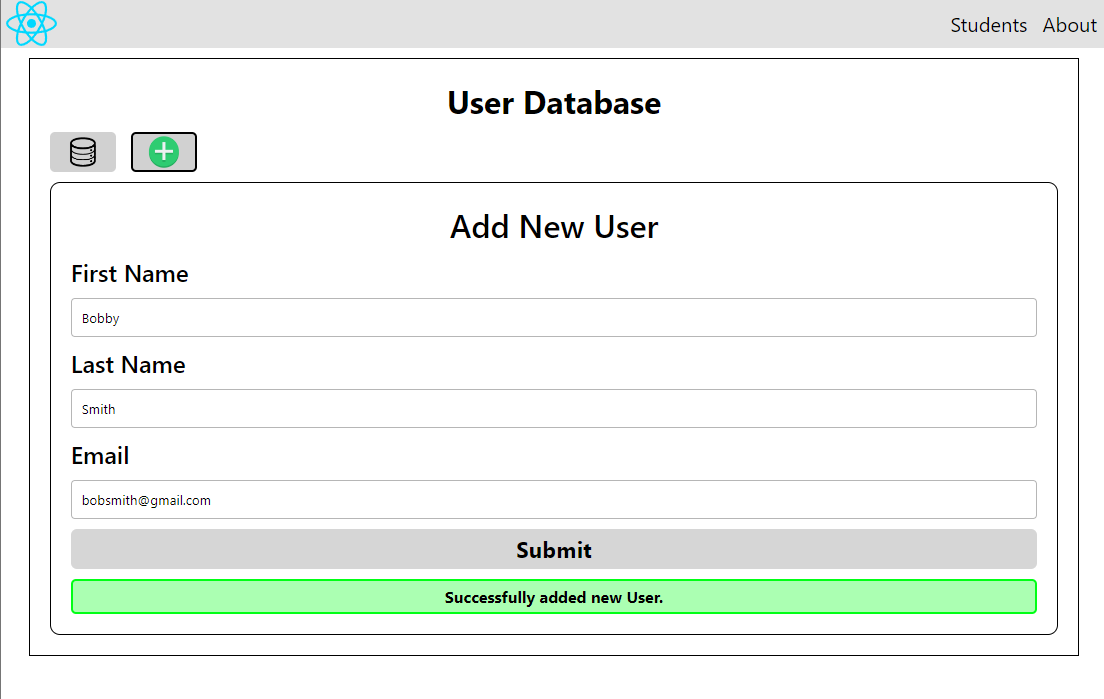 Students About
User Database
Add New User
First Name
Bobby
Last Name
Smith
Email
bobsmith@gmail.com
Submit
Successfully added new User.